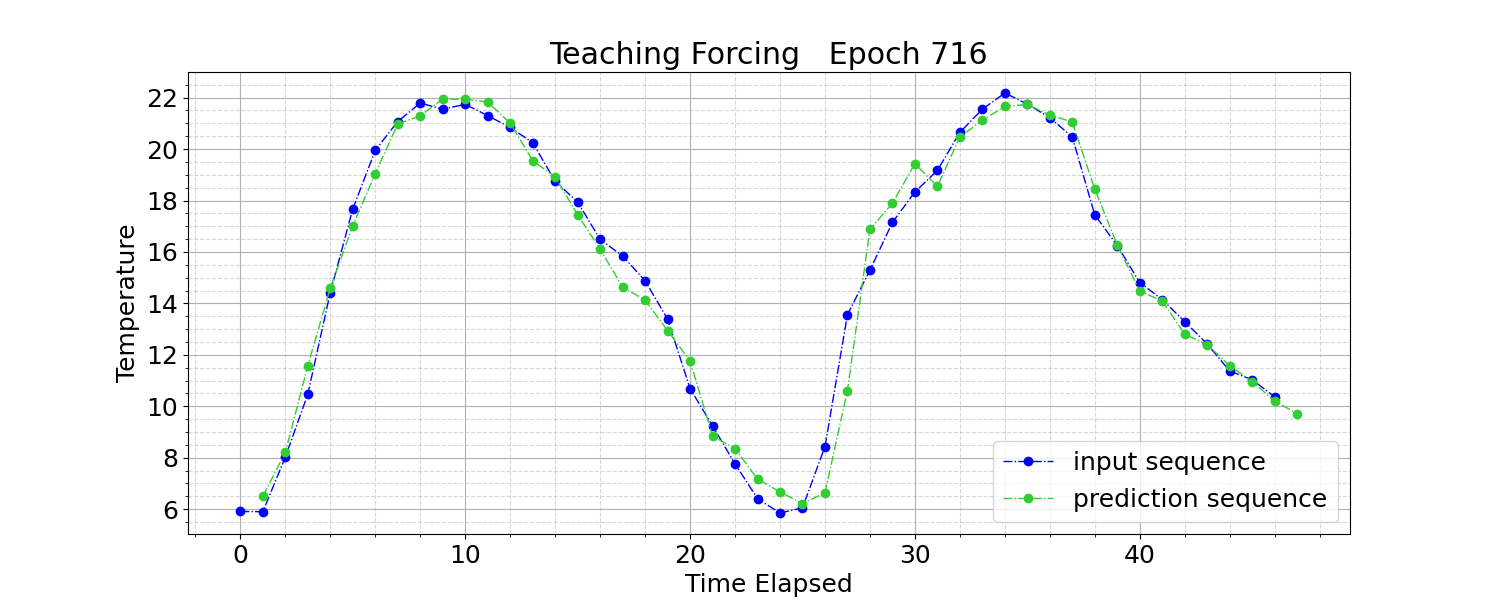 Teaching Forcing   Epoch 716
22
20
18
16
14
12
10
8
6
Temperature
input sequence
prediction sequence
0 10 20 30 40
Time Elapsed